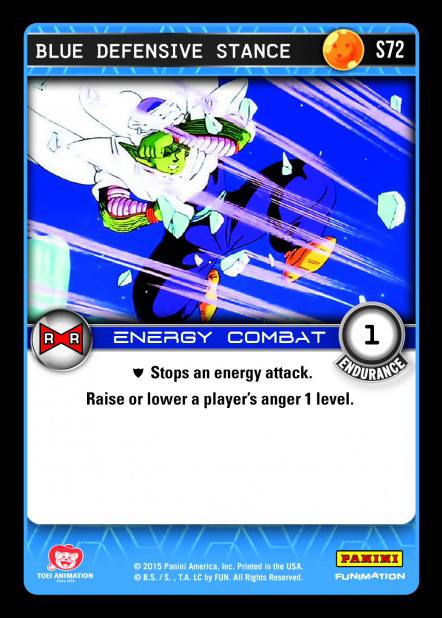 BLUE DEFENSIVE STANCE S72
R R ENERGY COMBAT 1
ENDURANCE
Stops an energy attack.
Raise or lower a player's anger 1 level.
TOEI ANIMATION
© 2015 Panini America, Inc. Printed in the USA.
© B.S./ S. , T.A. LC by FUN. All Rights Reserved.
PANINI
FUNIMATION